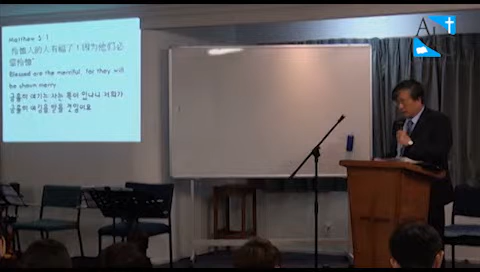 Matthew 5:7
怜恤人的人有福了！因为他们必
蒙怜恤"
Blessed are the merciful, for they will
be shown mercy
긍휼히 여기는 자는 복이 있나니 저희가
긍휼히 여김을 받을 것임이요